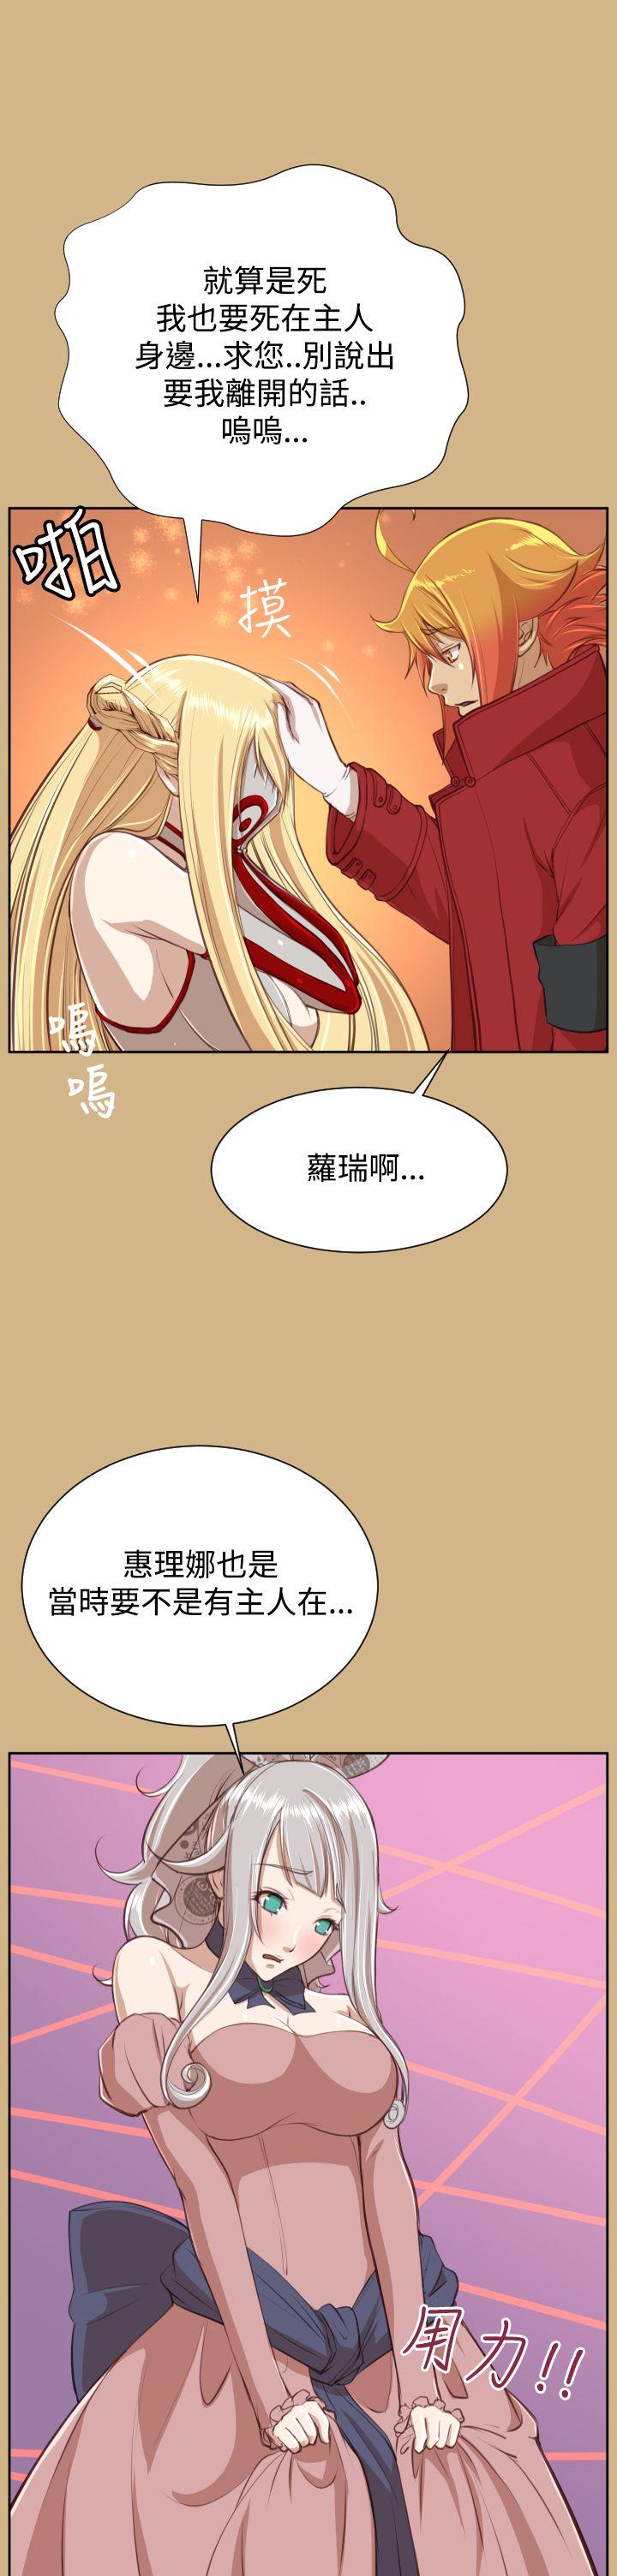 就算是死
我也要死在主人
身邊...求您..別說出
要我離開的話..
嗚嗚...
啪
摸
嗚
嗚
蘿瑞啊...
惠理娜也是
當時要不是有主人在...
用力!!